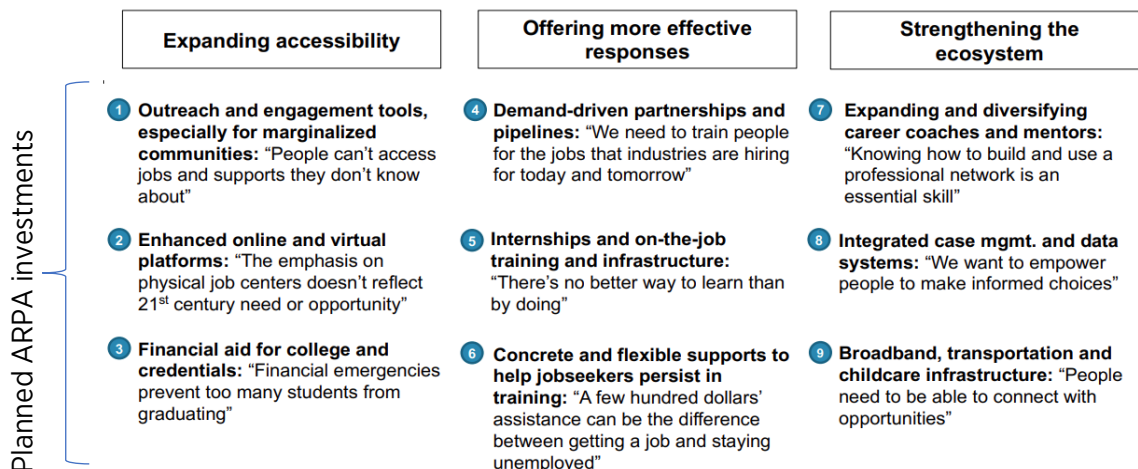 Expanding accessibility
Offering more effective
responses
Strengthening the
ecosystem
Planned ARPA investments
1 Outreach and engagement tools,
especially for marginalized
communities: “People can’t access
jobs and supports they don’t know
about”
2 Enhanced online and virtual
platforms: “The emphasis on
physical job centers doesn’t reflect
21st century need or opportunity”
3 Financial aid for college and
credentials: “Financial emergencies
prevent too many students from
graduating”
4 Demand-driven partnerships and
pipelines: “We need to train people
for the jobs that industries are hiring
for today and tomorrow”
5 Internships and on-the-job
training and infrastructure:
“There’s no better way to learn than
by doing”
6 Concrete and flexible supports to
help jobseekers persist in
training: “A few hundred dollars’
assistance can be the difference
between getting a job and staying
unemployed”
7 Expanding and diversifying
career coaches and mentors:
“Knowing how to build and use a
professional network is an
essential skill”
8 Integrated case mgmt. and data
systems: “We want to empower
people to make informed choices”
9 Broadband, transportation and
childcare infrastructure: “People
need to be able to connect with
opportunities”